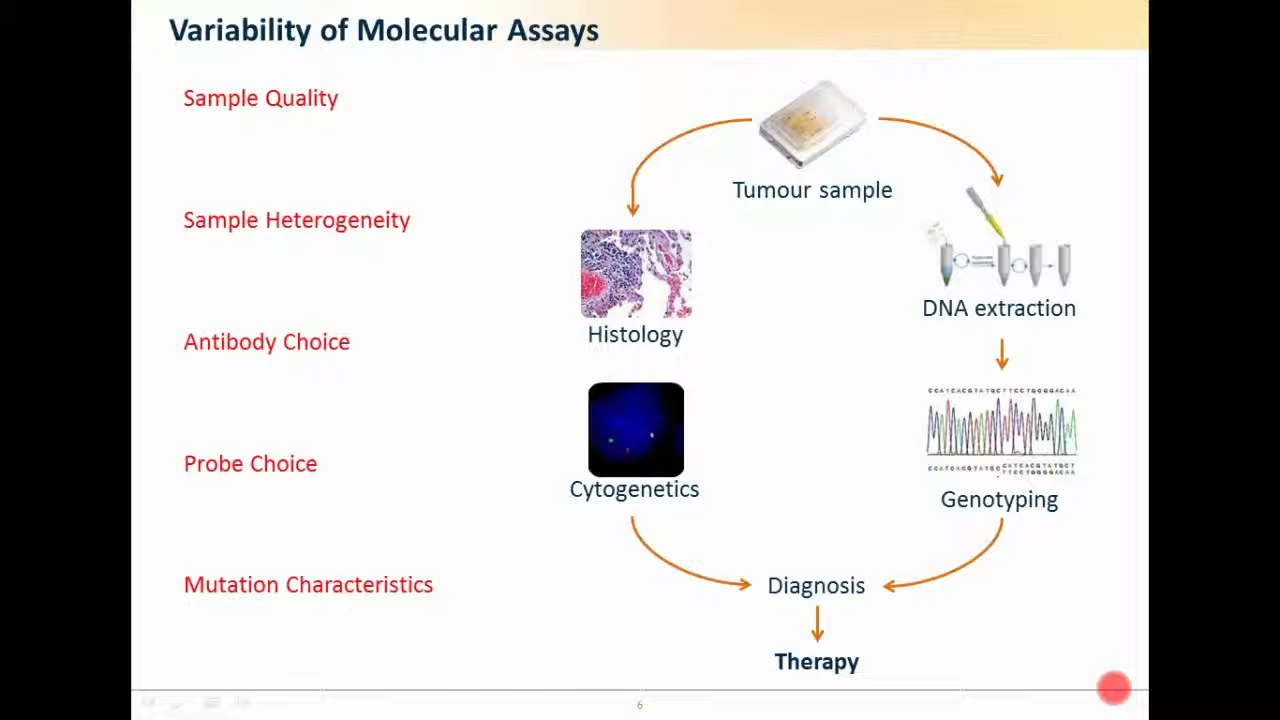 Variability of Molecular Assays
Sample Quality
Sample Heterogeneity
Antibody Choice
Probe Choice
Mutation Characteristics
Tumour sample
Histology
Cytogenetics
DNA extraction
Genotyping
Diagnosis
Therapy
6